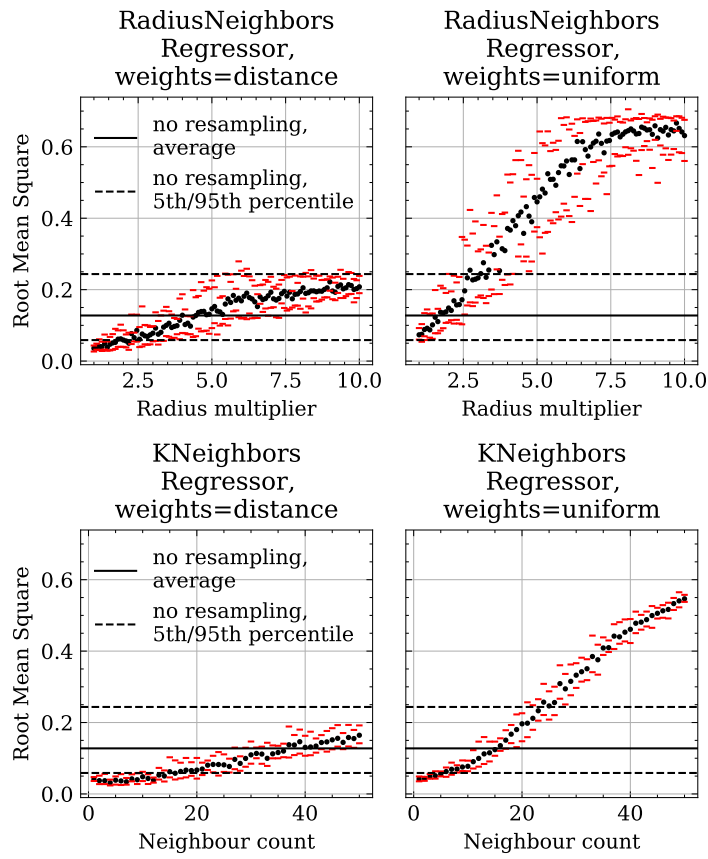 RadiusNeighbors
Regressor,
weights=distance
RadiusNeighbors
Regressor,
weights=uniform
Root Mean Square
0.6
0.4
0.2
0.0
no resampling,
average
no resampling,
5th/95th percentile
2.5
5.0
7.5
10.0
Radius multiplier
2.5
5.0
7.5
10.0
Radius multiplier
KNeighbors
Regressor,
weights=distance
KNeighbors
Regressor,
weights=uniform
Root Mean Square
0.6
0.4
0.2
0.0
no resampling,
average
no resampling,
5th/95th percentile
0
20
40
Neighbour count
0
20
40
Neighbour count